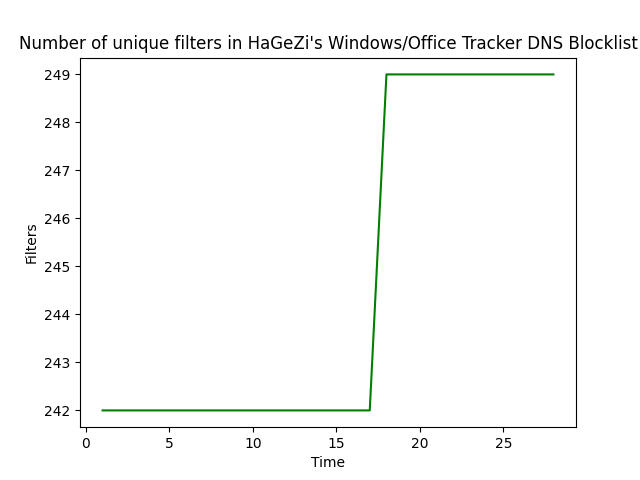 Number of unique filters in HaGeZi's Windows/Office Tracker DNS Blocklist
249
248
247
246
245
244
243
242
Filters
0 5 10 15 20 25
Time